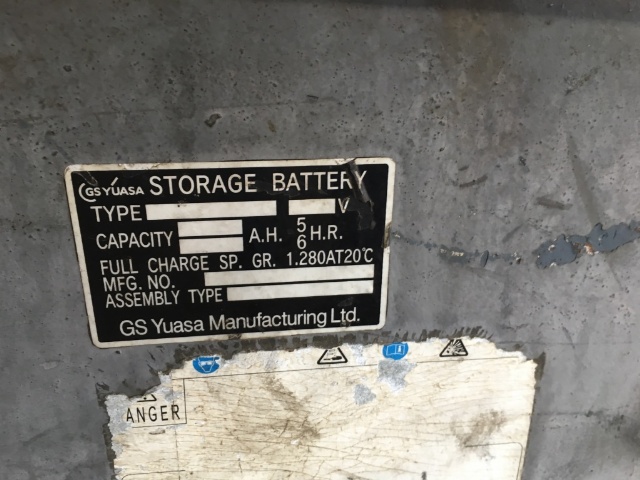 GS YUASA STORAGE BATTERY
TYPE V
CAPACITY A.H. 5 H.R.
6
FULL CHARGE SP. GR. 1.280AT20℃
MFG. NO.
ASSEMBLY TYPE
GS Yuasa Manufacturing Ltd.
ANGER